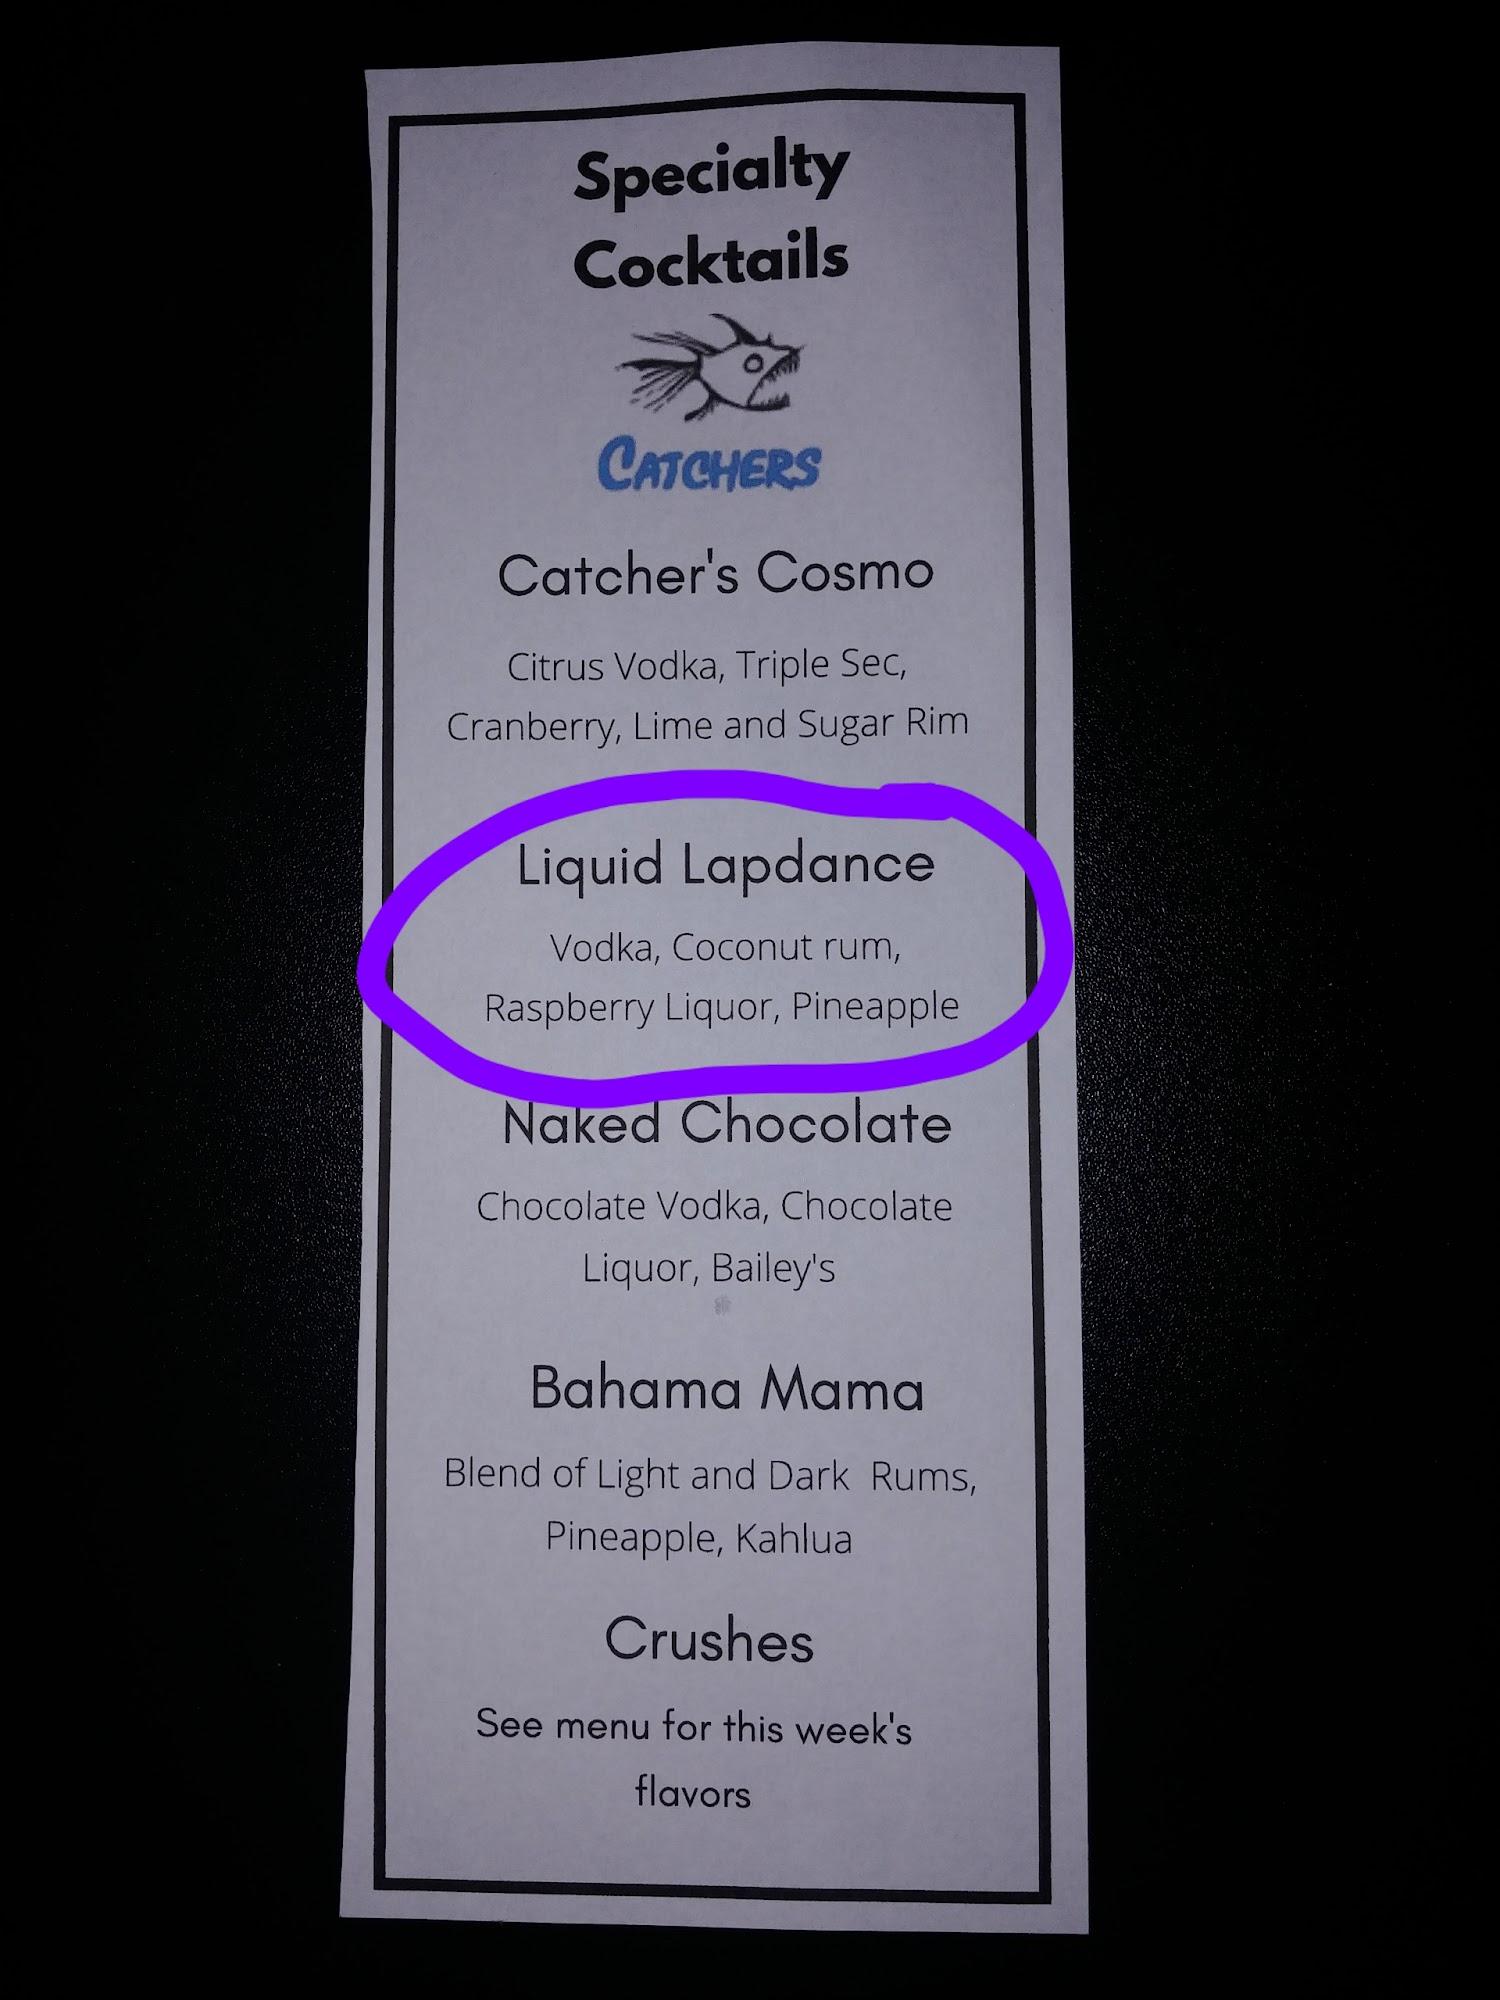 Specialty
Cocktails
CATCHERS
Catcher's Cosmo
Citrus Vodka, Triple Sec,
Cranberry, Lime and Sugar Rim
Liquid Lapdance
Vodka, Coconut rum,
Raspberry Liquor, Pineapple
Naked Chocolate
Chocolate Vodka, Chocolate
Liquor, Bailey's
Bahama Mama
Blend of Light and Dark Rums,
Pineapple, Kahlua
Crushes
See menu for this week's
flavors